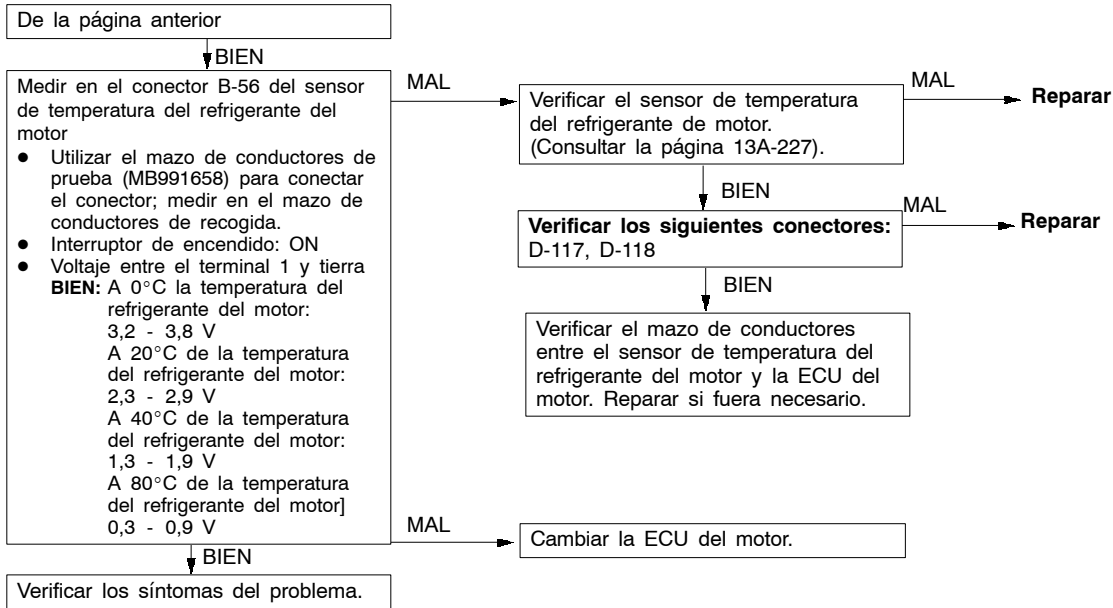 De la página anterior
BIEN
Medir en el conector B-56 del sensor
de temperatura del refrigerante del
motor
● Utilizar el mazo de conductores de
prueba (MB991658) para conectar
el conector; medir en el mazo de
conductores de recogida.
● Interruptor de encendido: ON
● Voltaje entre el terminal 1 y tierra
BIEN: A 0°C la temperatura del
refrigerante del motor:
3,2 - 3,8 V
A 20°C de la temperatura
del refrigerante del motor:
2,3 - 2,9 V
A 40°C de la temperatura
del refrigerante del motor:
1,3 - 1,9 V
A 80°C de la temperatura
del refrigerante del motor]
0,3 - 0,9 V
MAL
Verificar el sensor de temperatura
del refrigerante de motor.
(Consultar la página 13A-227).
MAL
Reparar
BIEN
Verificar los siguientes conectores:
D-117, D-118
MAL
Reparar
BIEN
Verificar el mazo de conductores
entre el sensor de temperatura del
refrigerante del motor y la ECU del
motor. Reparar si fuera necesario.
MAL
Cambiar la ECU del motor.
BIEN
Verificar los síntomas del problema.